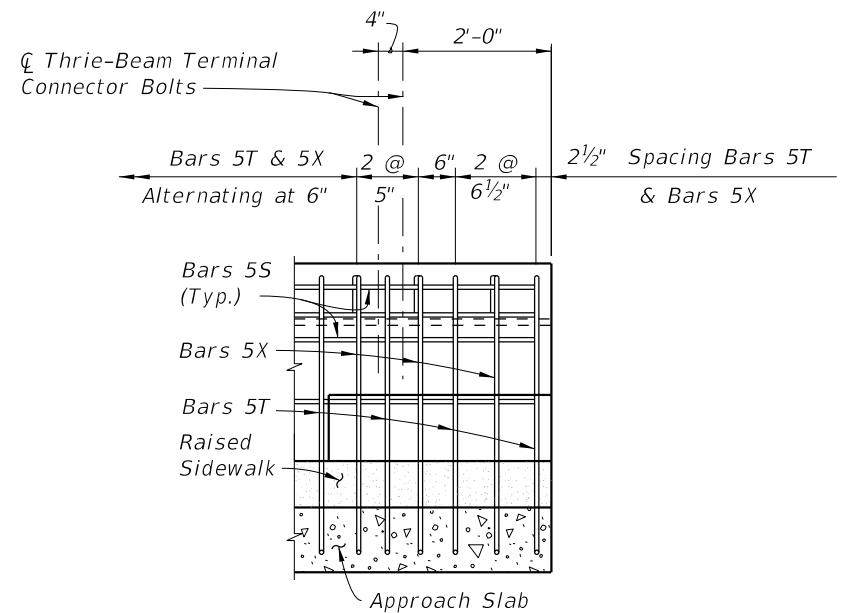 4"
2'-0"
℄ Thrie-Beam Terminal
Connector Bolts
Bars 5T & 5X
2 @
6"
2 @
2½"
Spacing Bars 5T
Alternating at 6"
5"
6½"
& Bars 5X
Bars 5S
(Typ.)
Bars 5X
Bars 5T
Raised
Sidewalk
Approach Slab